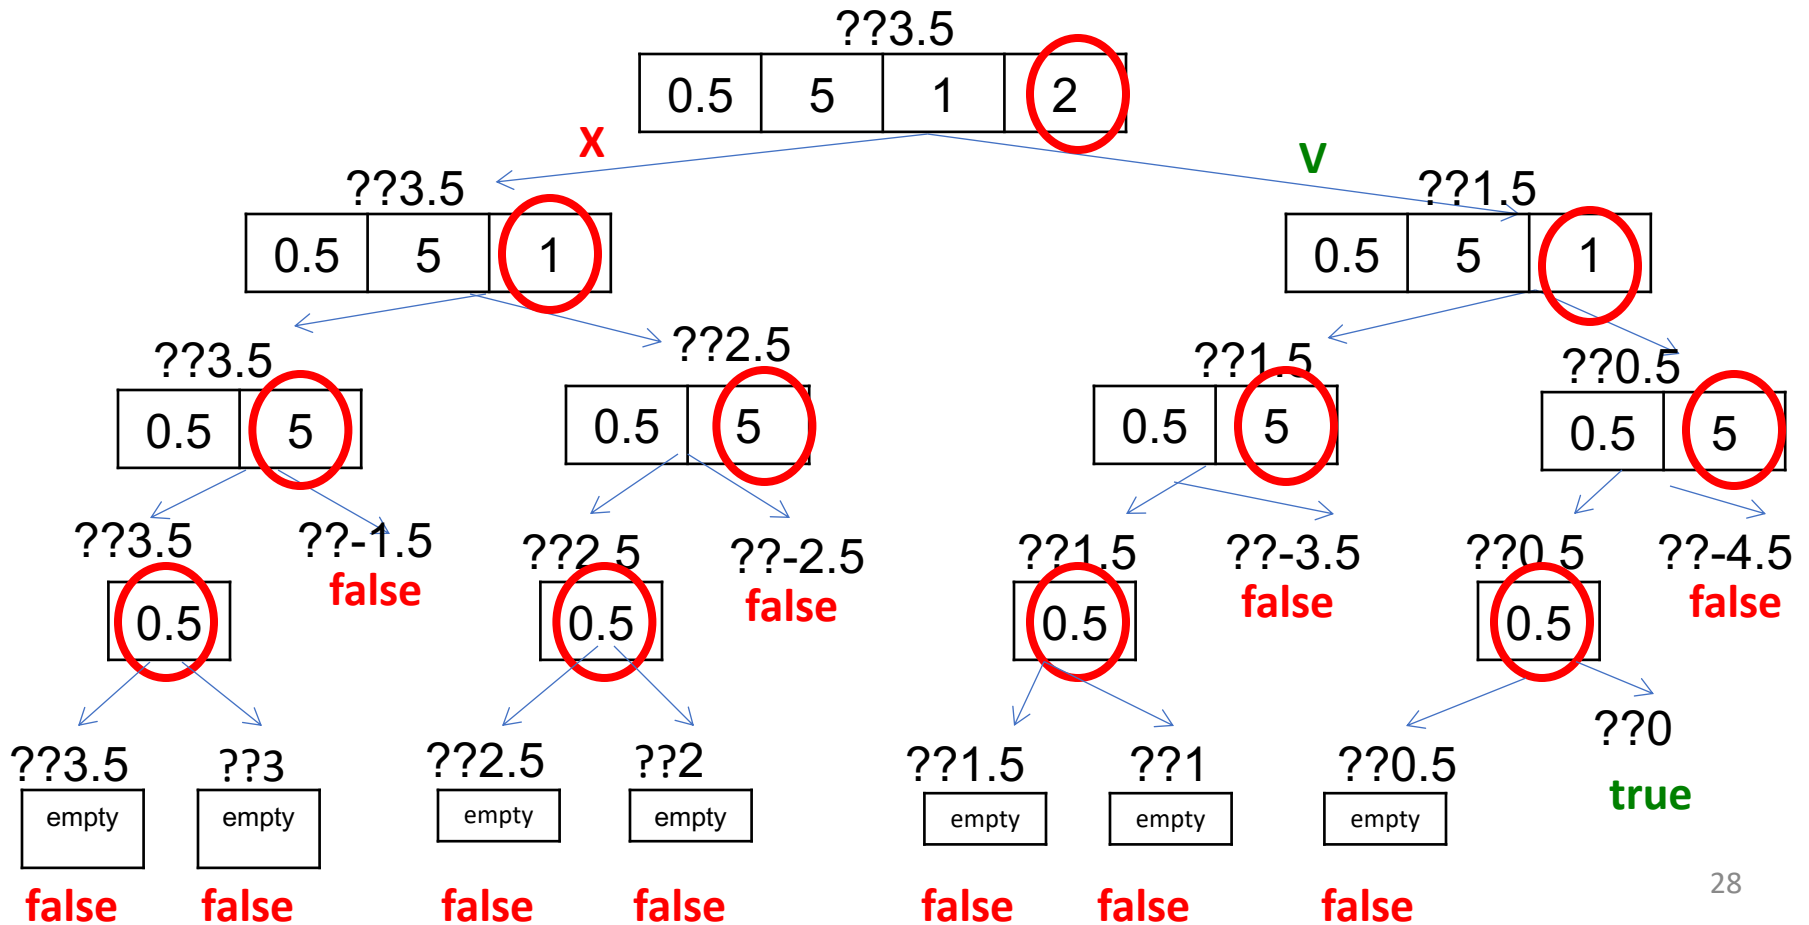 ??3.5
0.5 5 1 2
X V
??3.5 ??1.5
0.5 5 1 0.5 5 1
??3.5 ??2.5 ??1.5 ??0.5
0.5 5 0.5 5 0.5 5 0.5 5
??3.5 ??-1.5 ??2.5 ??-2.5 ??1.5 ??-3.5 ??0.5 ??-4.5
false false false false
0.5 0.5 0.5 0.5
??3.5 ??3 ??2.5 ??2 ??1.5 ??1 ??0.5 ??0
empty empty empty empty empty empty empty true
false false false false false false false
28